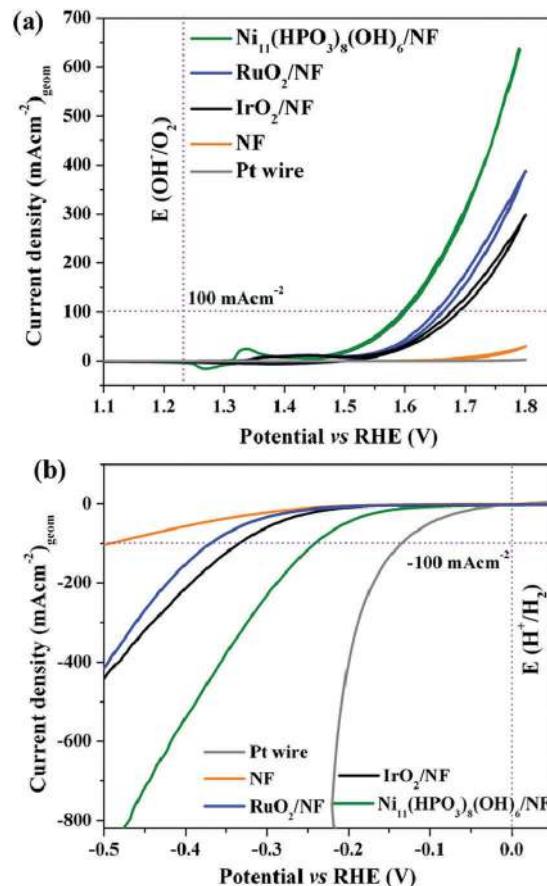 (a)
700
600
500
400
300
200
100
0
Current density (mAcm⁻²)geom
E (OH⁻/O₂)
Ni₁₁(HPO₃)₈(OH)₆/NF
RuO₂/NF
IrO₂/NF
NF
Pt wire
100 mAcm⁻²
1.1 1.2 1.3 1.4 1.5 1.6 1.7 1.8
Potential vs RHE (V)
(b)
0
-200
-400
-600
-800
Current density (mAcm⁻²)geom
-100 mAcm⁻²
E (H⁺/H₂)
Pt wire
NF
IrO₂/NF
RuO₂/NF
Ni₁₁(HPO₃)₈(OH)₆/NF
-0.5 -0.4 -0.3 -0.2 -0.1 0.0
Potential vs RHE (V)